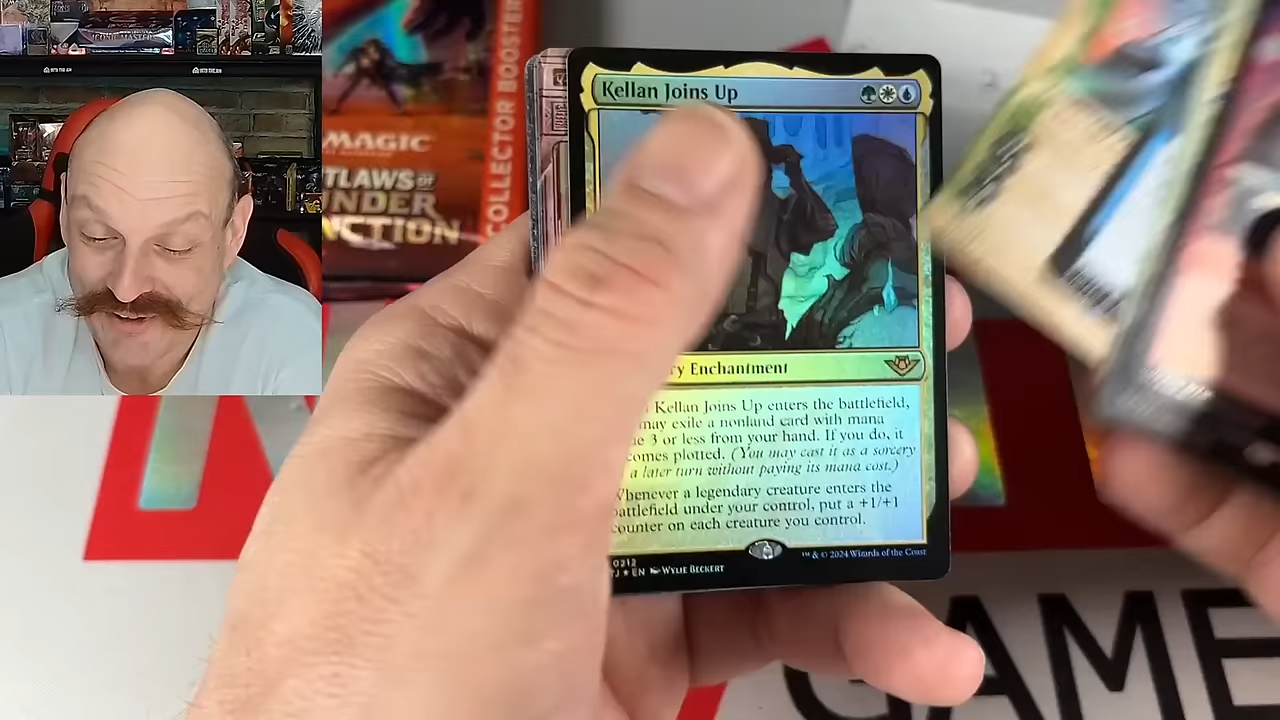 MAGIC
TLAWS OF
UNDER
NCTION
COLLECTOR BOOSTER
Kellan Joins Up
ry Enchantment
Kellan Joins Up enters the battlefield,
may exile a nonland card with mana
e 3 or less from your hand. If you do, it
comes plotted. (You may cast it as a sorcery
a later turn without paying its mana cost.)
Whenever a legendary creature enters the
battlefield under your control, put a +1/+1
counter on each creature you control.
0212
EN WYLIE BECKERT
™ & © 2024 Wizards of the Coast
GAME